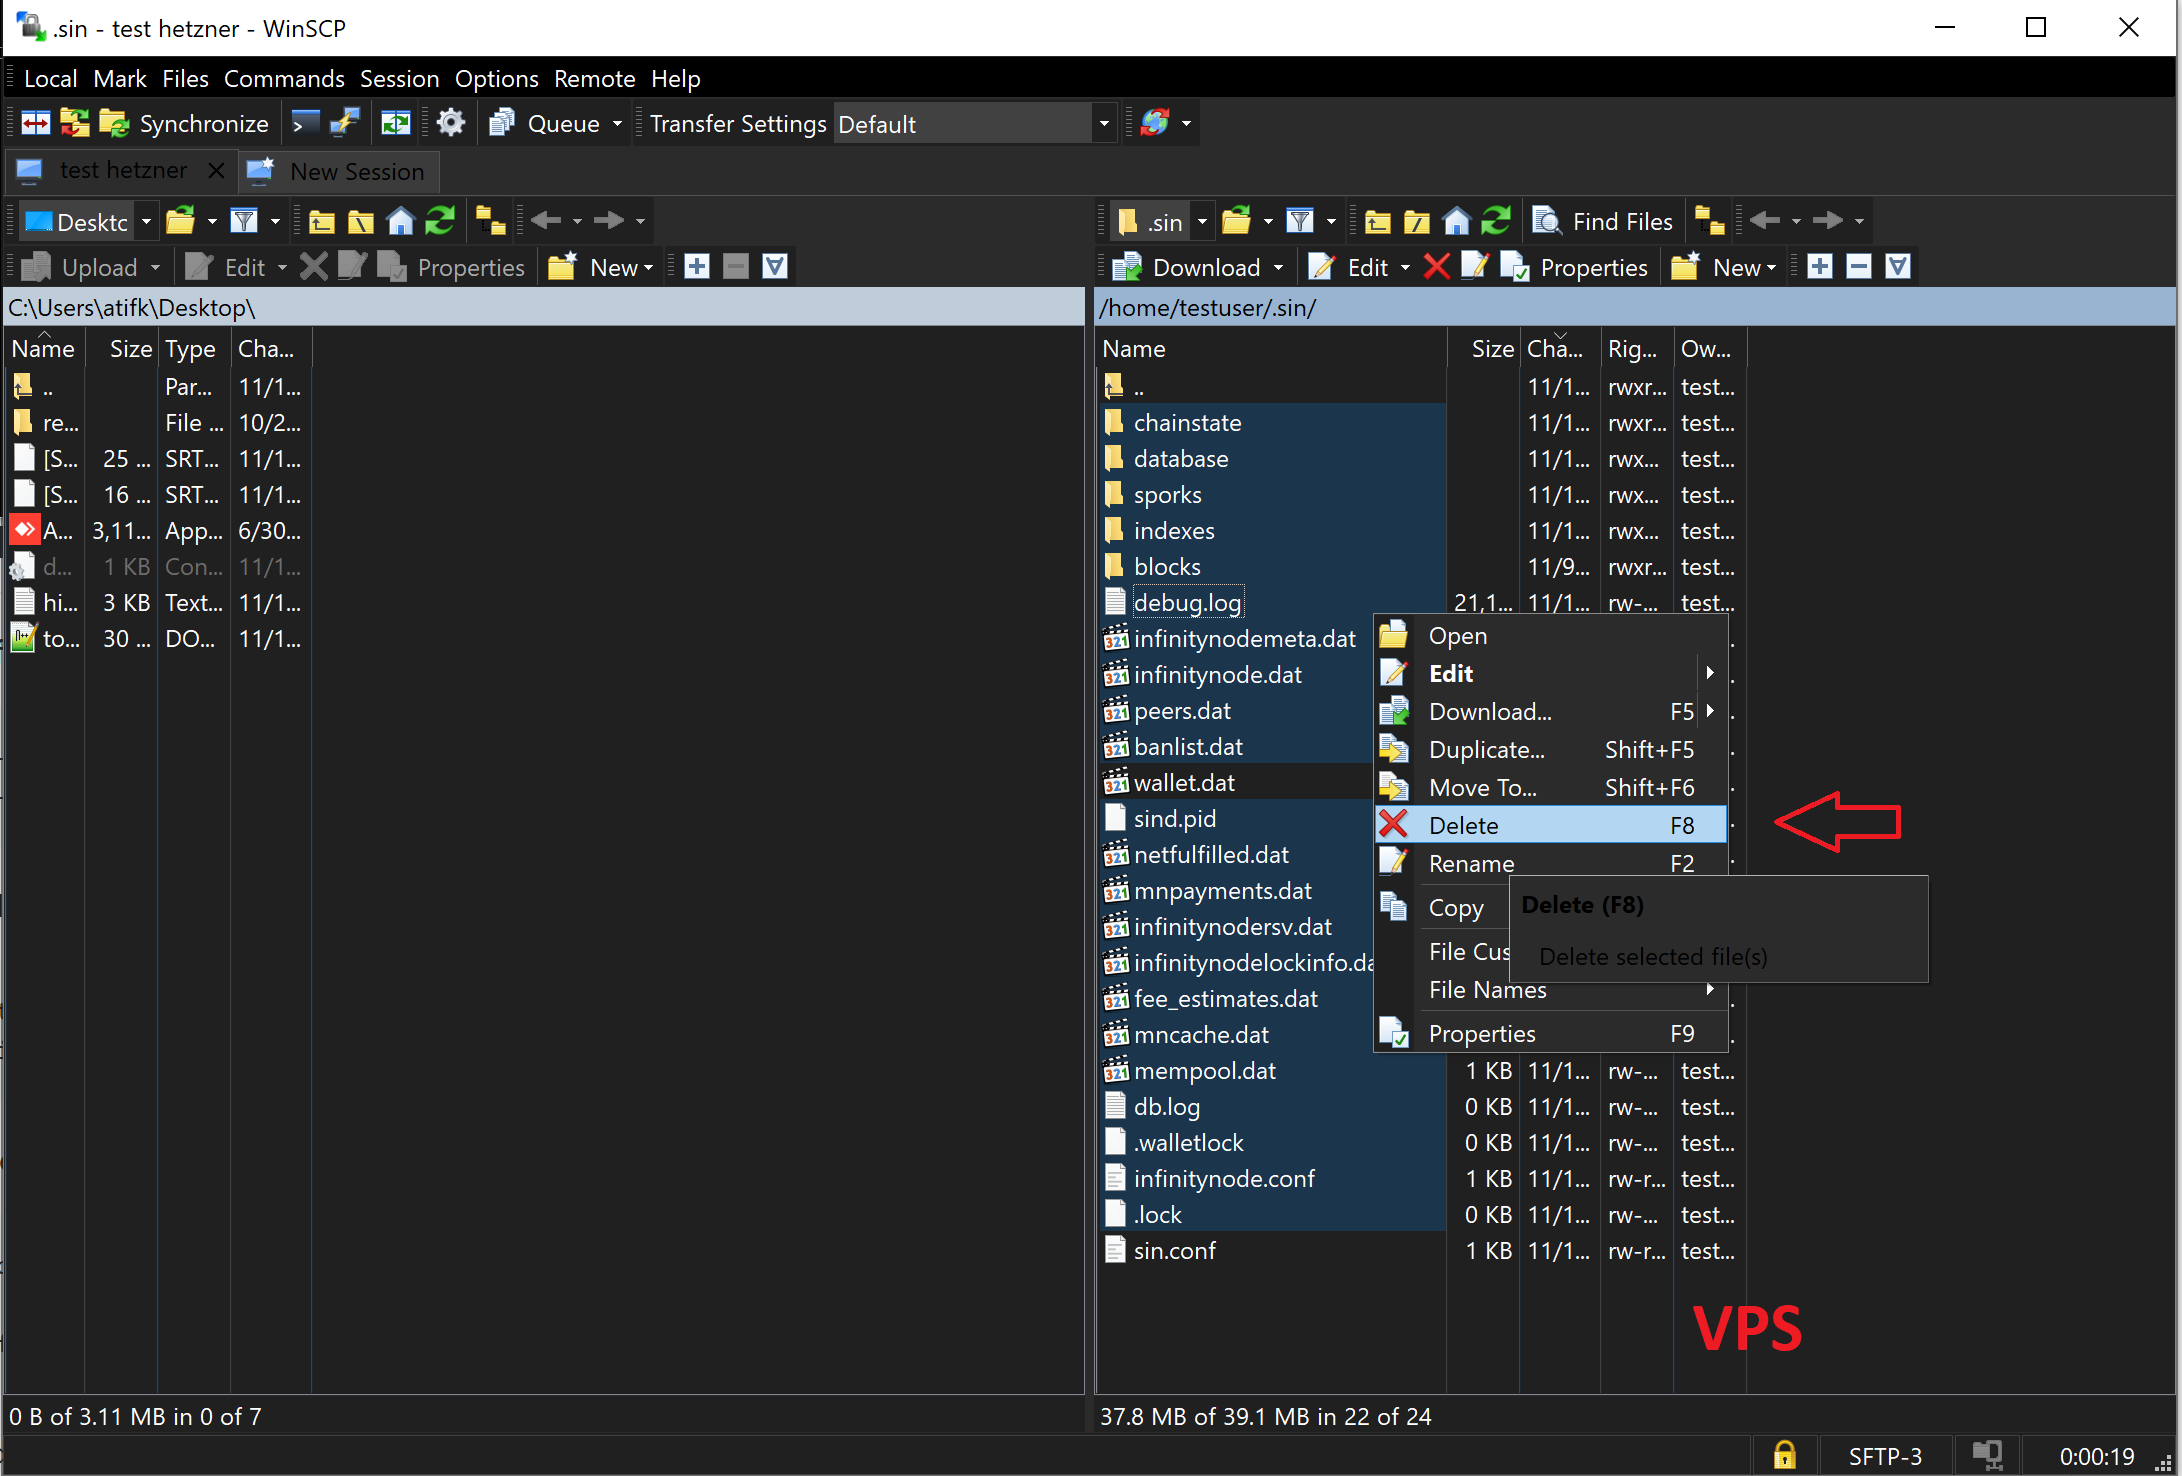 .sin - test hetzner - WinSCP
Local Mark Files Commands Session Options Remote Help
Synchronize Queue Transfer Settings Default
test hetzner New Session
Desktc .sin Find Files
Upload Edit Properties New Download Edit Properties New
C:\Users\atifk\Desktop\
Name Size Type Cha...
.. Par... 11/1...
re... File ... 10/2...
[S... 25 ... SRT... 11/1...
[S... 16 ... SRT... 11/1...
A... 3,11... App... 6/30...
d... 1 KB Con... 11/1...
hi... 3 KB Text... 11/1...
to... 30 ... DO... 11/1...
0 B of 3.11 MB in 0 of 7
/home/testuser/.sin/
Name Size Cha... Rig... Ow...
.. 11/1... rwxr... test...
chainstate 11/1... rwxr... test...
database 11/1... rwx... test...
sporks 11/1... rwx... test...
indexes 11/1... rwx... test...
blocks 11/9... rwxr... test...
debug.log 21,1... 11/1... rw-... test...
infinitynodemeta.dat
infinitynode.dat
peers.dat
banlist.dat
wallet.dat
sind.pid
netfulfilled.dat
mnpayments.dat
infinitynodersv.dat
infinitynodelockinfo.da
fee_estimates.dat
mncache.dat
mempool.dat 1 KB 11/1... rw-... test...
db.log 0 KB 11/1... rw-... test...
.walletlock 0 KB 11/1... rw-... test...
infinitynode.conf 1 KB 11/1... rw-r... test...
.lock 0 KB 11/1... rw-... test...
sin.conf 1 KB 11/1... rw-r... test...
Open
Edit
Download... F5
Duplicate... Shift+F5
Move To... Shift+F6
Delete F8
Rename F2
Copy
File Cus
File Names
Properties F9
Delete (F8)
Delete selected file(s)
VPS
37.8 MB of 39.1 MB in 22 of 24
SFTP-3 0:00:19